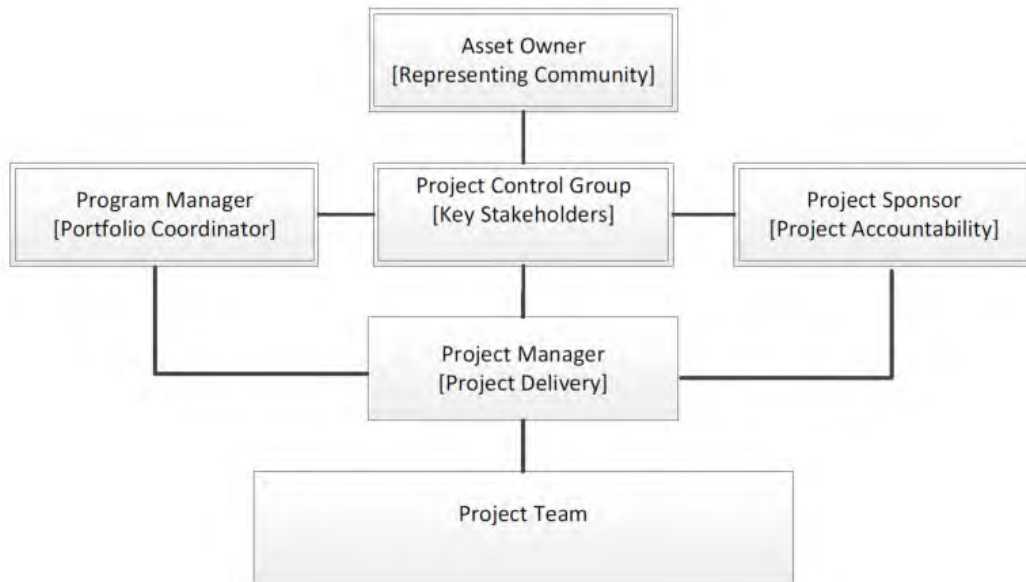 Asset Owner
[Representing Community]
Program Manager
[Portfolio Coordinator]
Project Control Group
[Key Stakeholders]
Project Sponsor
[Project Accountability]
Project Manager
[Project Delivery]
Project Team